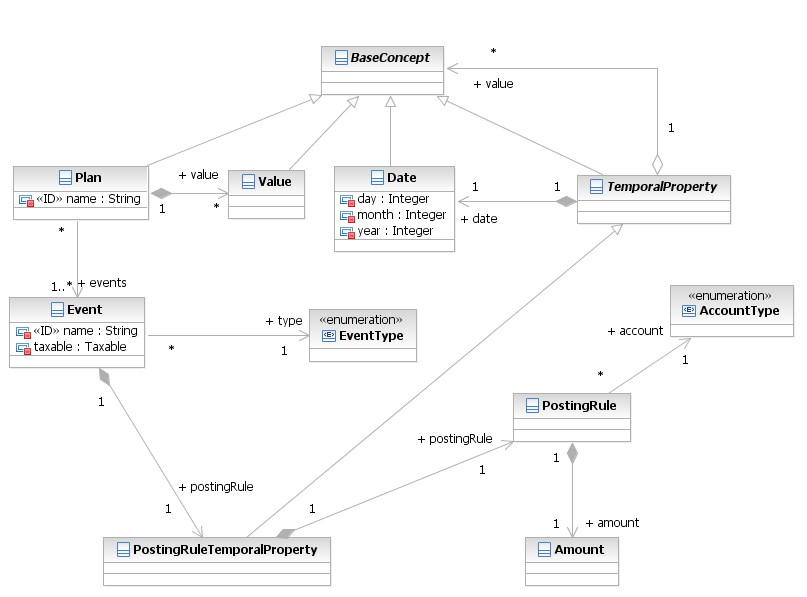 BaseConcept
*
+ value
1
Plan
«ID» name : String
+ value
1
*
Value
Date
day : Integer
month : Integer
year : Integer
1
1
+ date
TemporalProperty
*
1..*
+ events
Event
«ID» name : String
taxable : Taxable
+ type
*
1
«enumeration»
EventType
«enumeration»
AccountType
+ account
1
*
PostingRule
1
+ postingRule
1
+ postingRule
1
1
1
1
+ amount
PostingRuleTemporalProperty
Amount